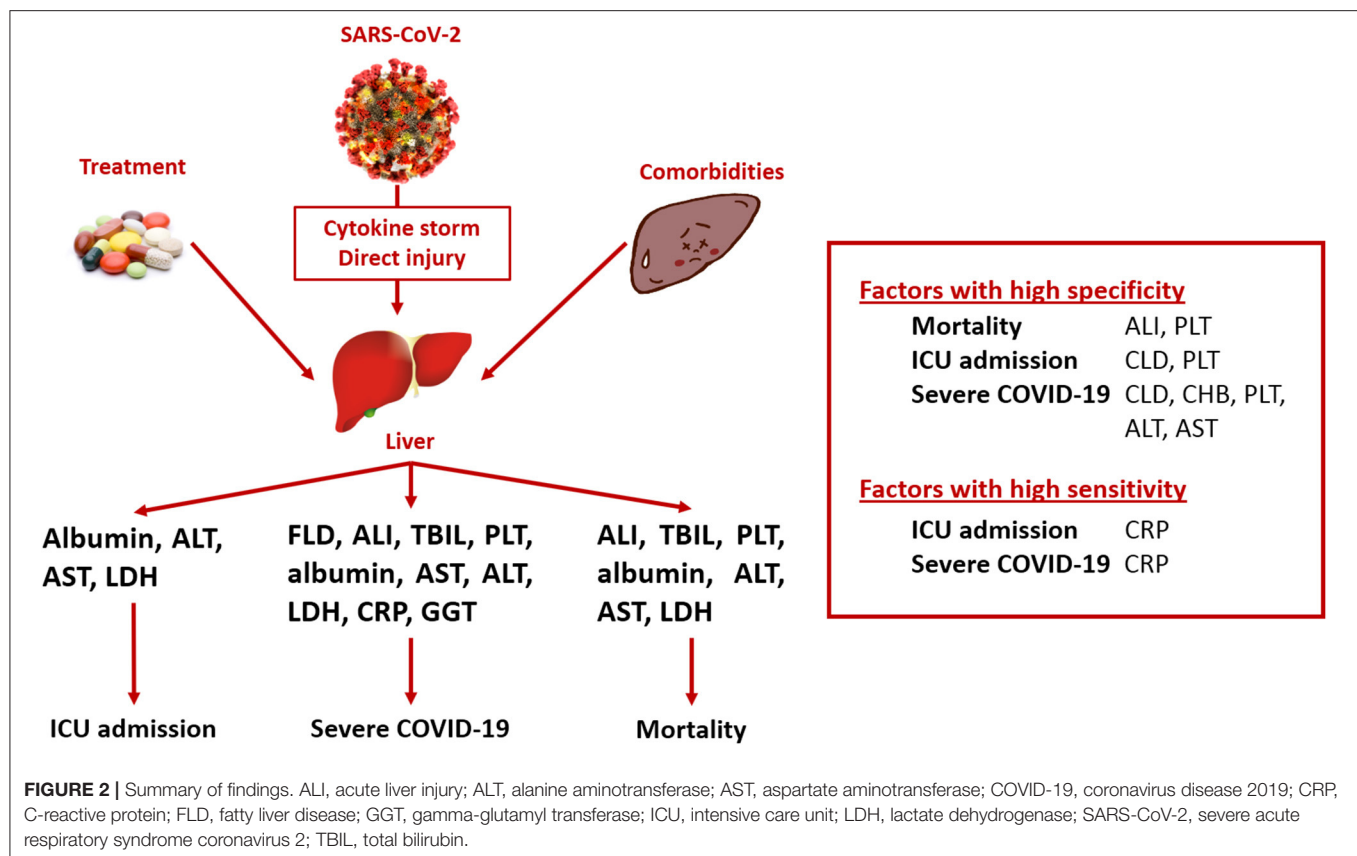 SARS-CoV-2
Treatment
Comorbidities
Cytokine storm
Direct injury
Liver
Albumin, ALT,
AST, LDH
FLD, ALI, TBIL, PLT,
albumin, AST, ALT,
LDH, CRP, GGT
ALI, TBIL, PLT,
albumin, ALT,
AST, LDH
ICU admission
Severe COVID-19
Mortality
Factors with high specificity
Mortality ALI, PLT
ICU admission CLD, PLT
Severe COVID-19 CLD, CHB, PLT,
ALT, AST
Factors with high sensitivity
ICU admission CRP
Severe COVID-19 CRP
FIGURE 2 | Summary of findings. ALI, acute liver injury; ALT, alanine aminotransferase; AST, aspartate aminotransferase; COVID-19, coronavirus disease 2019; CRP,
C-reactive protein; FLD, fatty liver disease; GGT, gamma-glutamyl transferase; ICU, intensive care unit; LDH, lactate dehydrogenase; SARS-CoV-2, severe acute
respiratory syndrome coronavirus 2; TBIL, total bilirubin.